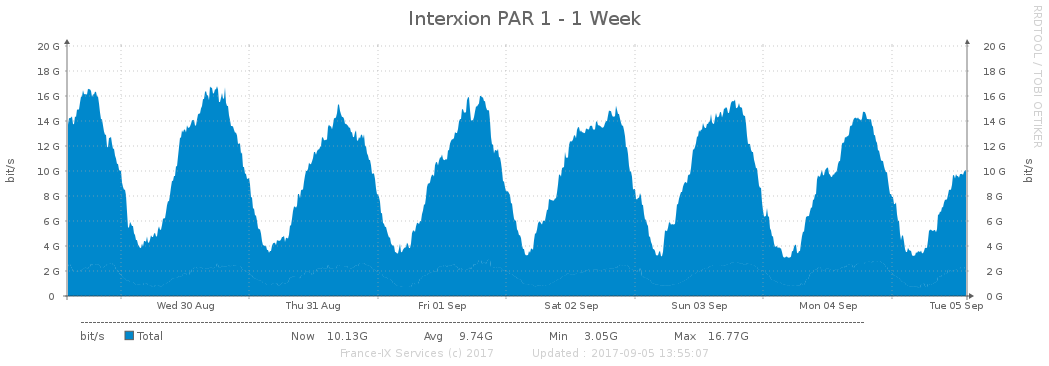 Interxion PAR 1 - 1 Week
RRDTOOL / TOBI OETIKER
bit/s
20 G 20 G
18 G 18 G
16 G 16 G
14 G 14 G
12 G 12 G
10 G 10 G
8 G 8 G
6 G 6 G
4 G 4 G
2 G 2 G
0 0 G
bit/s
Wed 30 Aug Thu 31 Aug Fri 01 Sep Sat 02 Sep Sun 03 Sep Mon 04 Sep Tue 05 Sep
bit/s Total Now 10.13G Avg 9.74G Min 3.05G Max 16.77G
France-IX Services (c) 2017 Updated : 2017-09-05 13:55:07